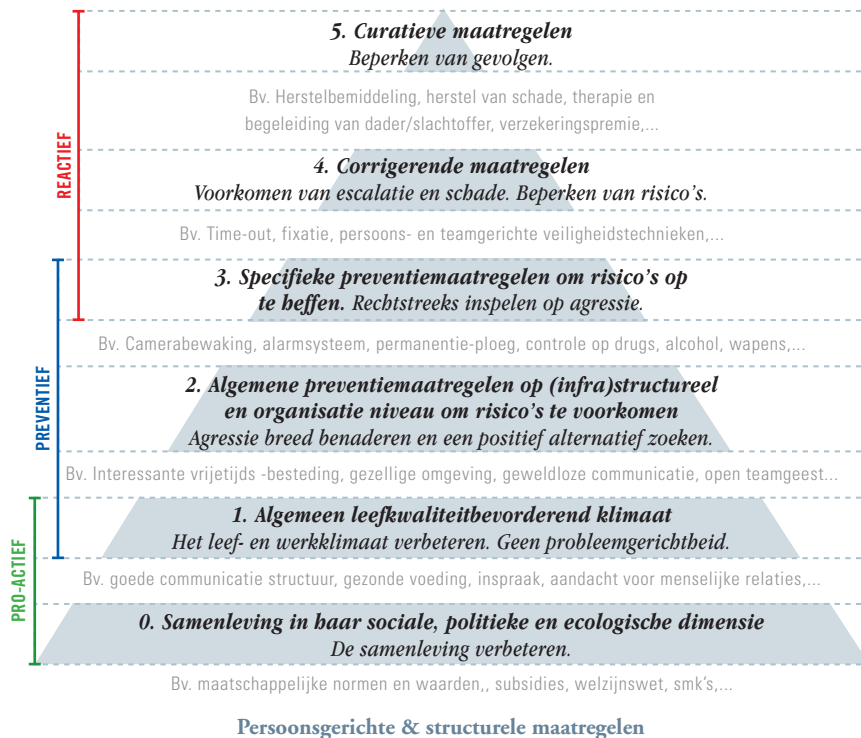 5. Curatieve maatregelen
Beperken van gevolgen.
Bv. Herstelbemiddeling, herstel van schade, therapie en
begeleiding van dader/slachtoffer, verzekeringspremie,...
REACTIEF
4. Corrigerende maatregelen
Voorkomen van escalatie en schade. Beperken van risico's.
Bv. Time-out, fixatie, persoons- en teamgerichte veiligheidstechnieken,...
3. Specifieke preventiemaatregelen om risico's op
te heffen. Rechtstreeks inspelen op agressie.
Bv. Camerabewaking, alarmsysteem, permanentie-ploeg, controle op drugs, alcohol, wapens,...
PREVENTIEF
2. Algemene preventiemaatregelen op (infra)structureel
en organisatie niveau om risico's te voorkomen
Agressie breed benaderen en een positief alternatief zoeken.
Bv. Interessante vrijetijds -besteding, gezellige omgeving, geweldloze communicatie, open teamgeest...
1. Algemeen leefkwaliteitbevorderend klimaat
Het leef- en werkklimaat verbeteren. Geen probleemgerichtheid.
PRO-ACTIEF
Bv. goede communicatie structuur, gezonde voeding, inspraak, aandacht voor menselijke relaties,...
0. Samenleving in haar sociale, politieke en ecologische dimensie
De samenleving verbeteren.
Bv. maatschappelijke normen en waarden,, subsidies, welzijnswet, smk's,...
Persoonsgerichte & structurele maatregelen